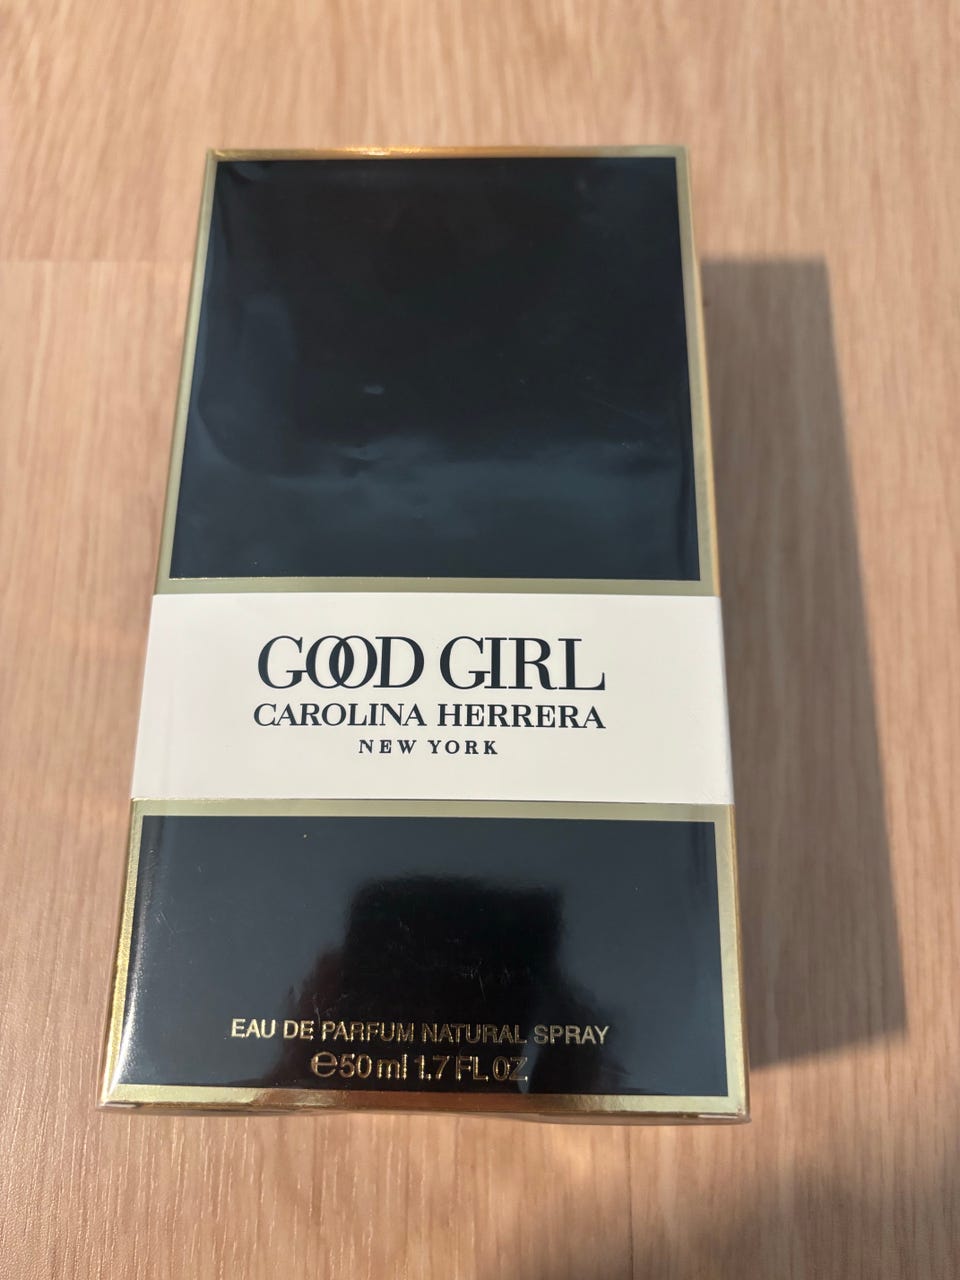 GOOD GIRL
CAROLINA HERRERA
NEW YORK
EAU DE PARFUM NATURAL SPRAY
℮50 ml 1.7 FL OZ